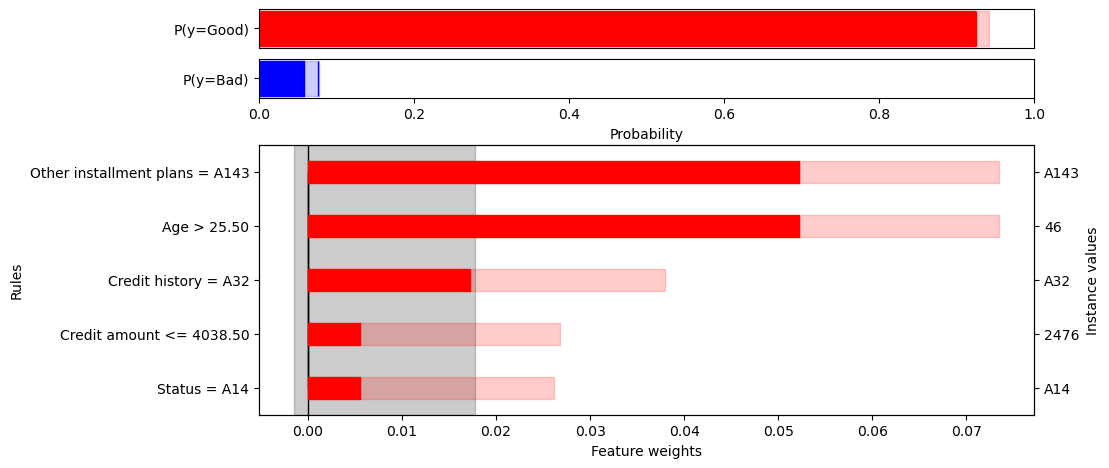 P(y=Good)
P(y=Bad)
0.0 0.2 0.4 0.6 0.8 1.0
Probability
Other installment plans = A143 A143
Age > 25.50 46
Credit history = A32 A32
Credit amount <= 4038.50 2476
Status = A14 A14
Rules
Instance values
0.00 0.01 0.02 0.03 0.04 0.05 0.06 0.07
Feature weights